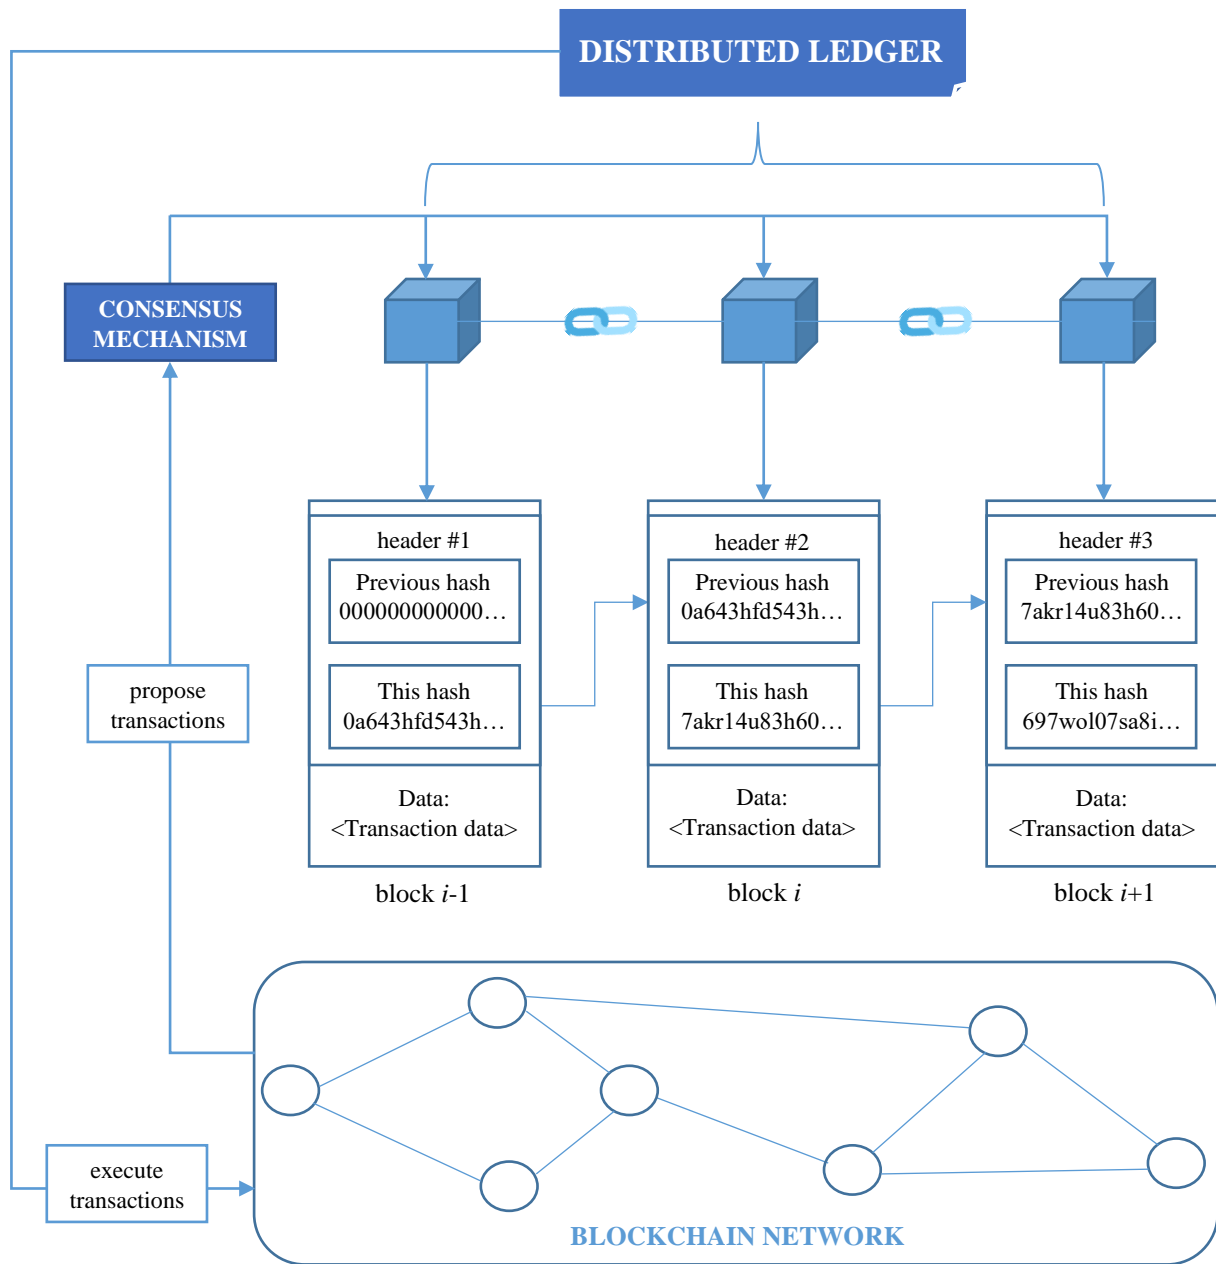 DISTRIBUTED LEDGER
CONSENSUS
MECHANISM
header #1
Previous hash
000000000000…
This hash
0a643hfd543h…
Data:
<Transaction data>
block i-1
header #2
Previous hash
0a643hfd543h…
This hash
7akr14u83h60…
Data:
<Transaction data>
block i
header #3
Previous hash
7akr14u83h60…
This hash
697wol07sa8i…
Data:
<Transaction data>
block i+1
propose
transactions
execute
transactions
BLOCKCHAIN NETWORK